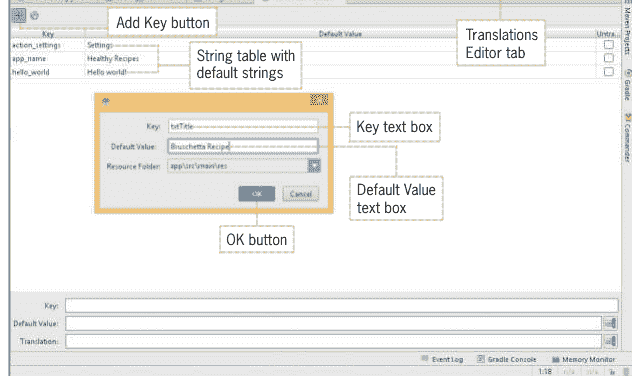 Add Key button
Key
Default Value
Untra...
action_settings
Settings
app_name
Healthy Recipes
hello_world
Hello world!
String table with
default strings
Translations
Editor tab
Maven Projects
Gradle
Commander
Key:
txtTitle
Default Value:
Bruschetta Recipe
Resource Folder:
app\src\main\res
OK
Cancel
Key text box
Default Value
text box
OK button
Key:
Default Value:
Translation:
Event Log
Gradle Console
Memory Monitor
1:18
n/a
n/a